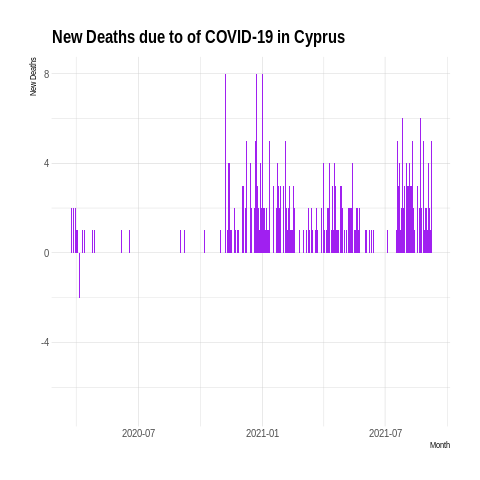 New Deaths due to of COVID-19 in Cyprus
New Deaths
8
4
0
-4
2020-07
2021-01
2021-07
Month